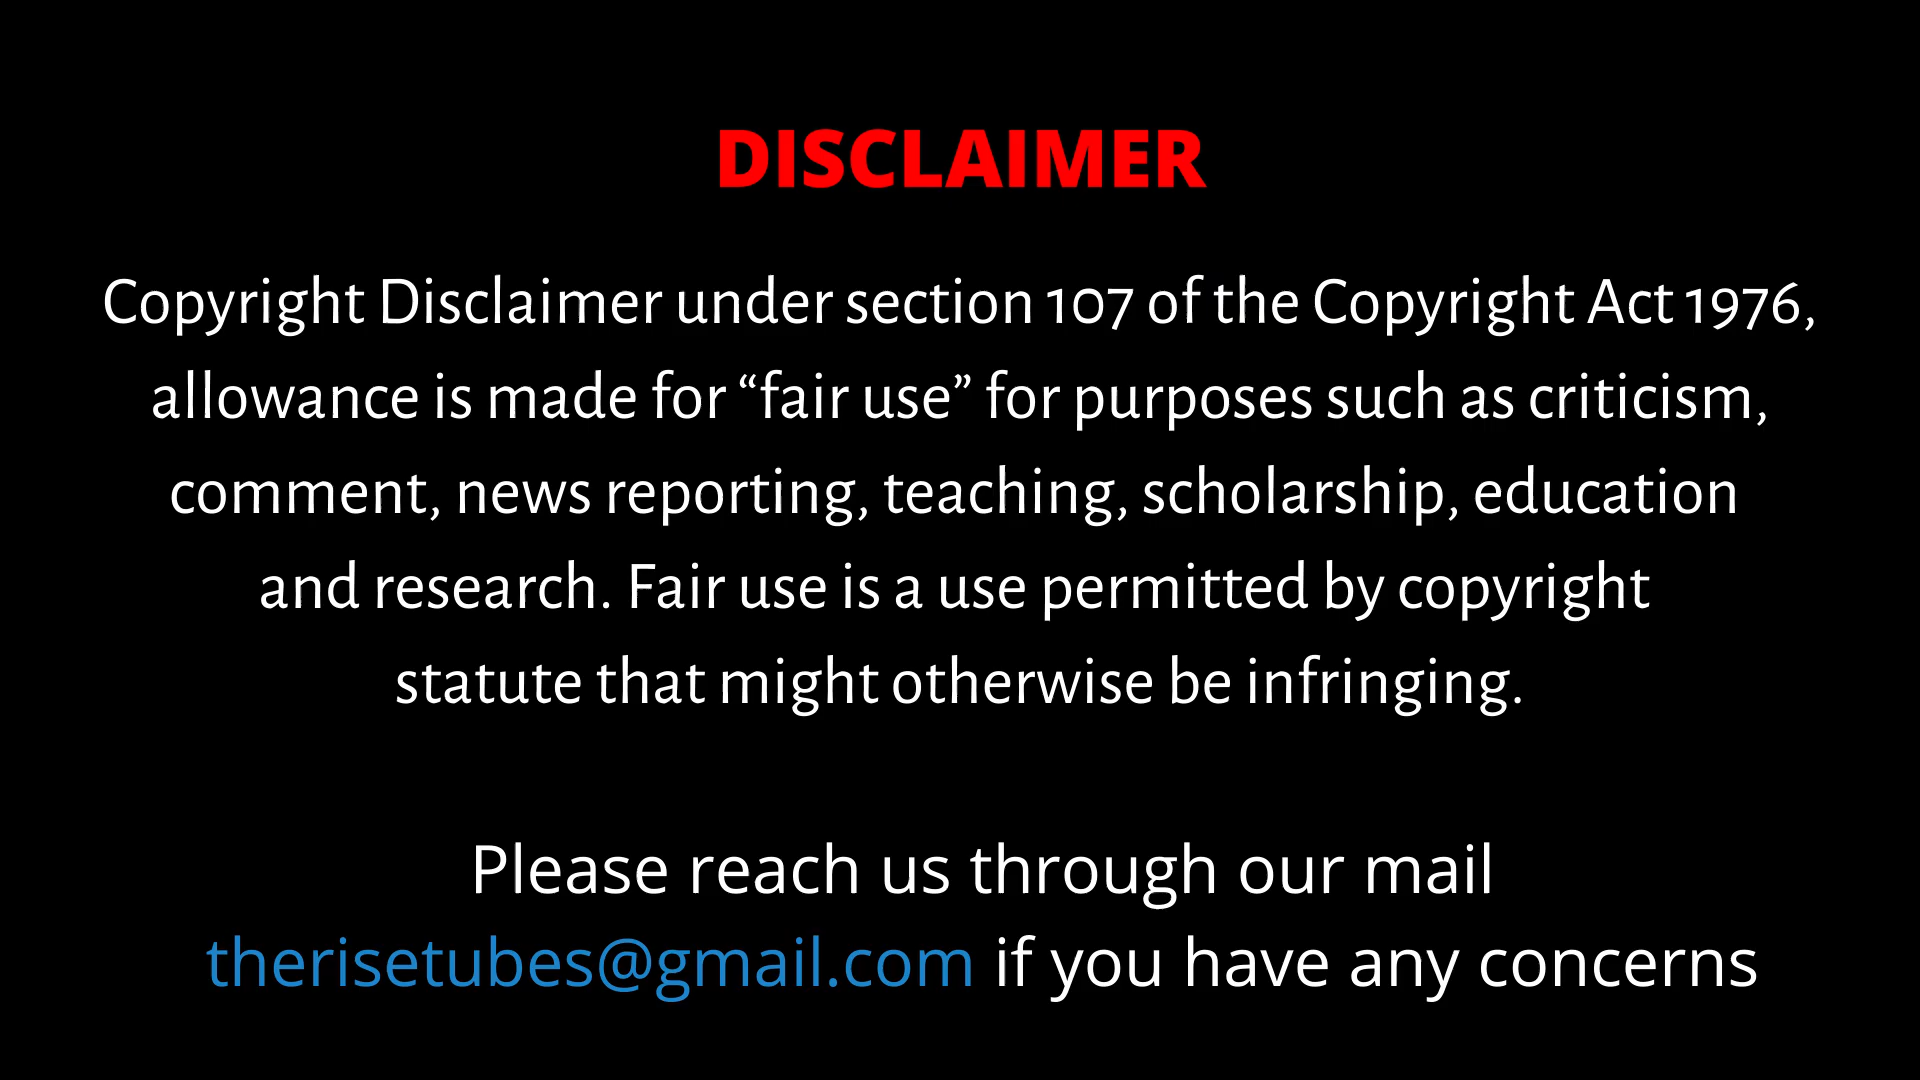 DISCLAIMER
Copyright Disclaimer under section 107 of the Copyright Act 1976,
allowance is made for “fair use” for purposes such as criticism,
comment, news reporting, teaching, scholarship, education
and research. Fair use is a use permitted by copyright
statute that might otherwise be infringing.
Please reach us through our mail
therisetubes@gmail.com if you have any concerns